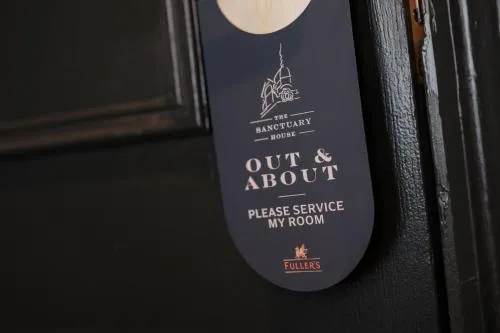 THE
SANCTUARY
HOUSE
OUT &
ABOUT
PLEASE SERVICE
MY ROOM
FULLER'S